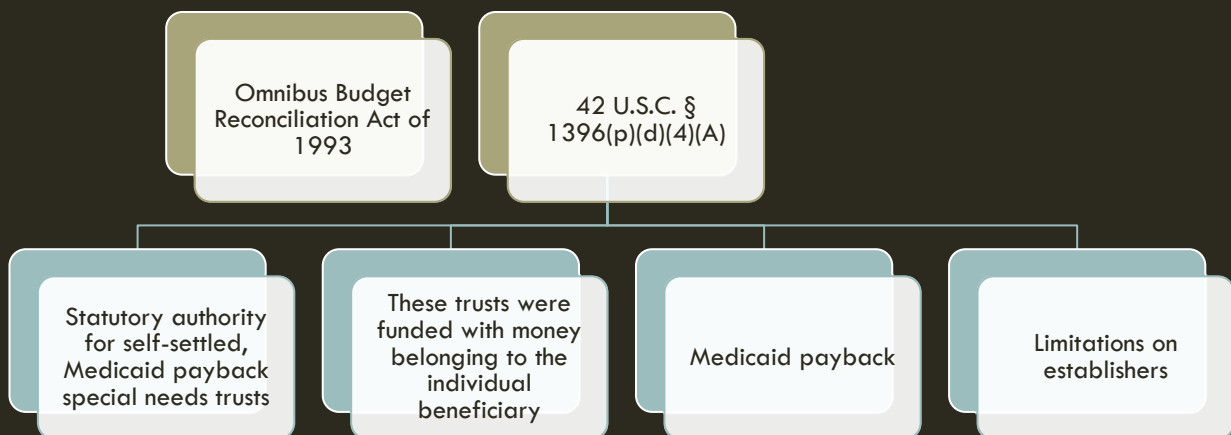 Omnibus Budget
Reconciliation Act of
1993
42 U.S.C. §
1396(p)(d)(4)(A)
Statutory authority
for self-settled,
Medicaid payback
special needs trusts
These trusts were
funded with money
belonging to the
individual
beneficiary
Medicaid payback
Limitations on
establishers